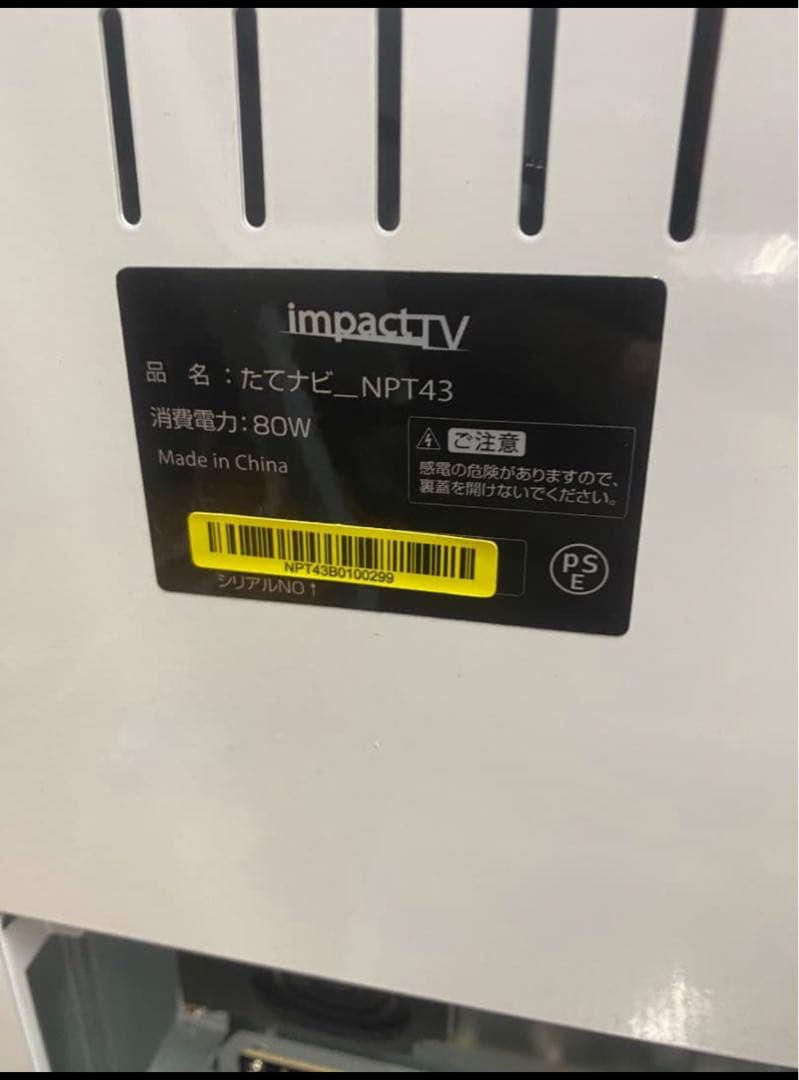 impactTV
品 名：たてナビ_NPT43
消費電力：80W
Made in China
ご注意
感電の危険がありますので、
裏蓋を開けないでください。
NPT43B0100299
シリアルNO↑
PS
E